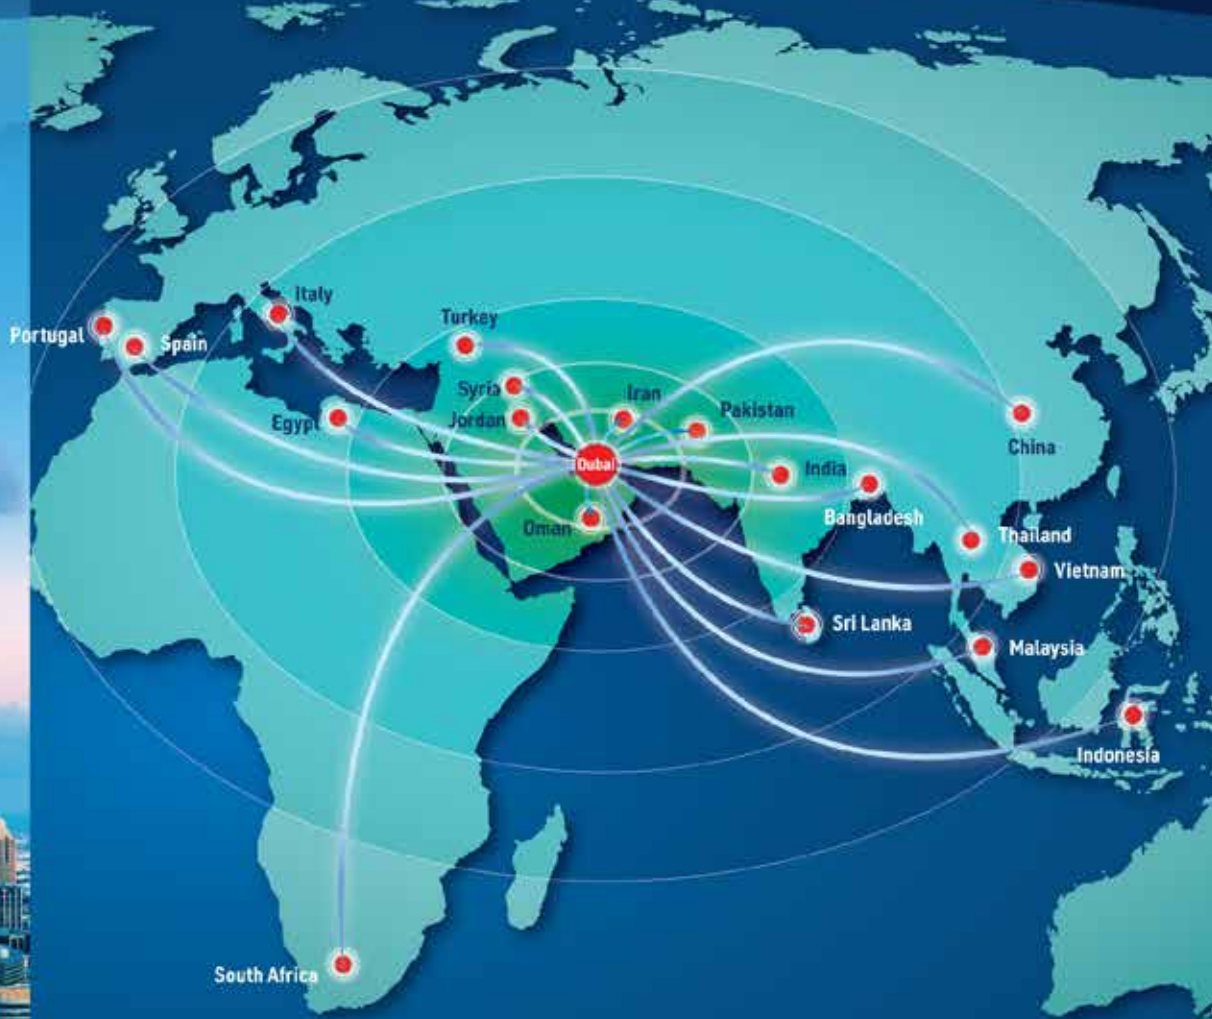 Italy
Portugal
Spain
Turkey
Syria
Iran
Jordan
Pakistan
Egypt
China
Dubai
India
Bangladesh
Oman
Thailand
Vietnam
Sri Lanka
Malaysia
Indonesia
South Africa